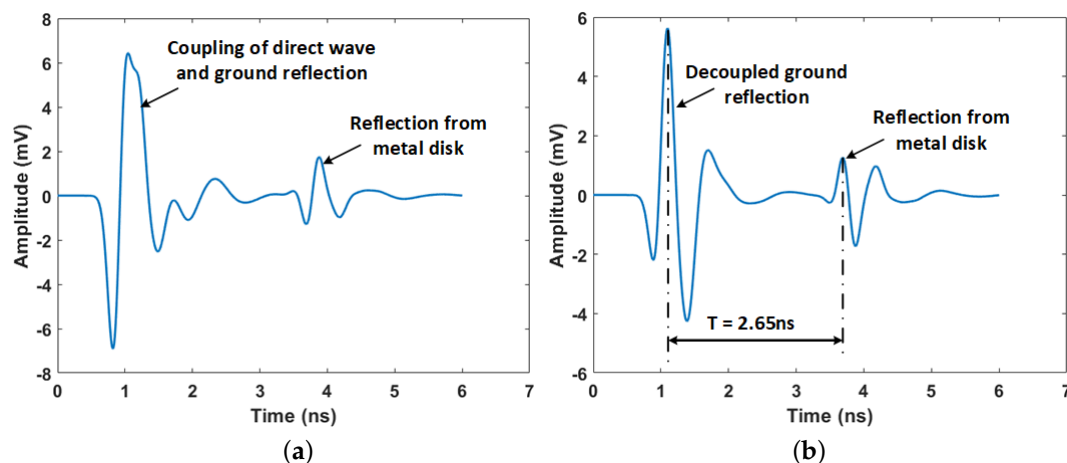 8
6
4
2
0
-2
-4
-6
-8
Amplitude (mV)
Coupling of direct wave
and ground reflection
Reflection from
metal disk
0 1 2 3 4 5 6 7
Time (ns)
(a)
6
4
2
0
-2
-4
-6
Amplitude (mV)
Decoupled ground
reflection
Reflection from
metal disk
T = 2.65ns
0 1 2 3 4 5 6 7
Time (ns)
(b)